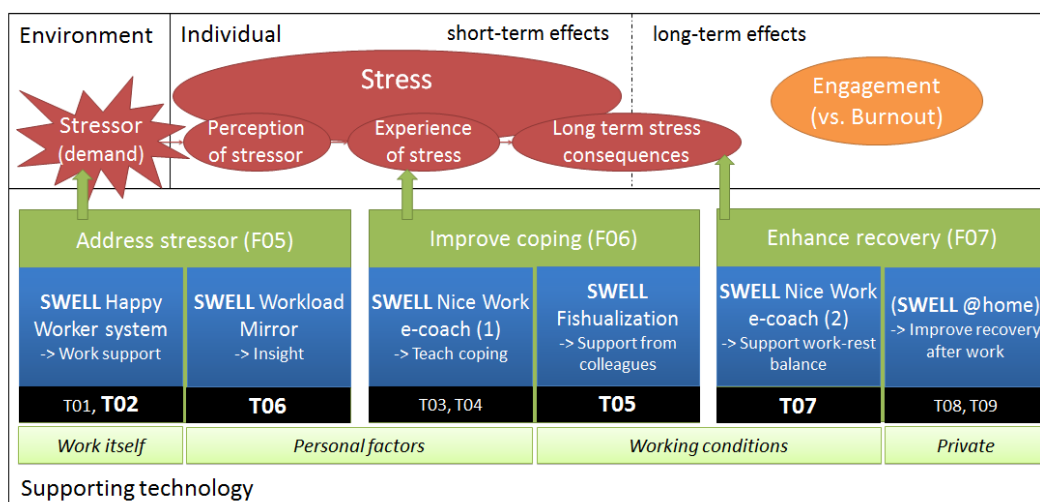 Environment
Individual
short-term effects
long-term effects
Stress
Engagement
(vs. Burnout)
Stressor
(demand)
Perception
of stressor
Experience
of stress
Long term stress
consequences
Address stressor (F05)
Improve coping (F06)
Enhance recovery (F07)
SWELL Happy
Worker system
-> Work support
SWELL Workload
Mirror
-> Insight
SWELL Nice Work
e-coach (1)
-> Teach coping
SWELL
Fishualization
-> Support from
colleagues
SWELL Nice Work
e-coach (2)
-> Support work-rest
balance
(SWELL @home)
-> Improve recovery
after work
T01, T02
T06
T03, T04
T05
T07
T08, T09
Work itself
Personal factors
Working conditions
Private
Supporting technology